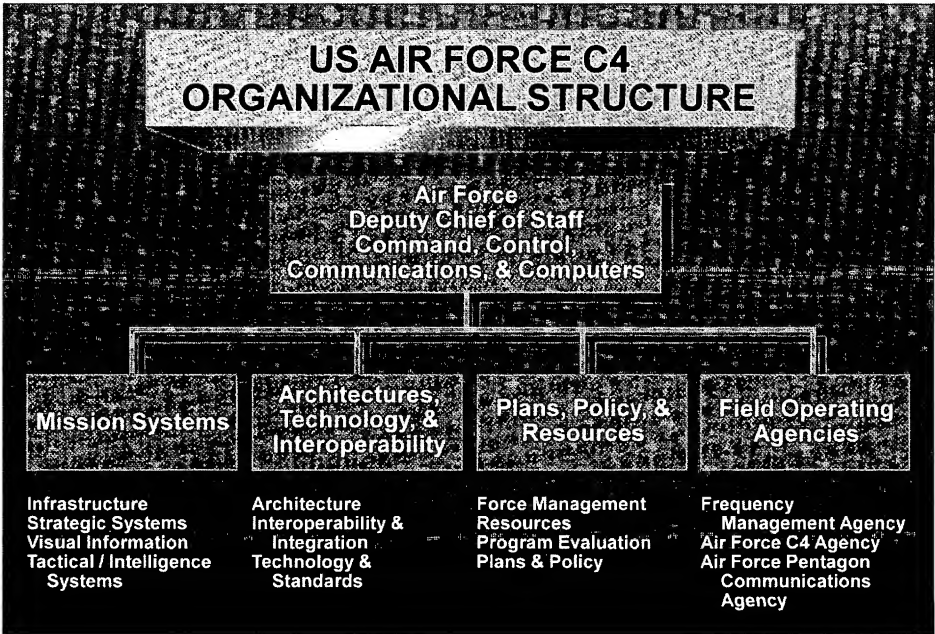 US AIR FORCE C4
ORGANIZATIONAL STRUCTURE
Air Force
Deputy Chief of Staff
Command, Control,
Communications, & Computers
Mission Systems
Architectures,
Technology, &
Interoperability
Plans, Policy, &
Resources
Field Operating
Agencies
Infrastructure
Strategic Systems
Visual Information
Tactical / Intelligence
Systems
Architecture
Interoperability &
Integration
Technology &
Standards
Force Management
Resources
Program Evaluation
Plans & Policy
Frequency
Management Agency
Air Force C4 Agency
Air Force Pentagon
Communications
Agency